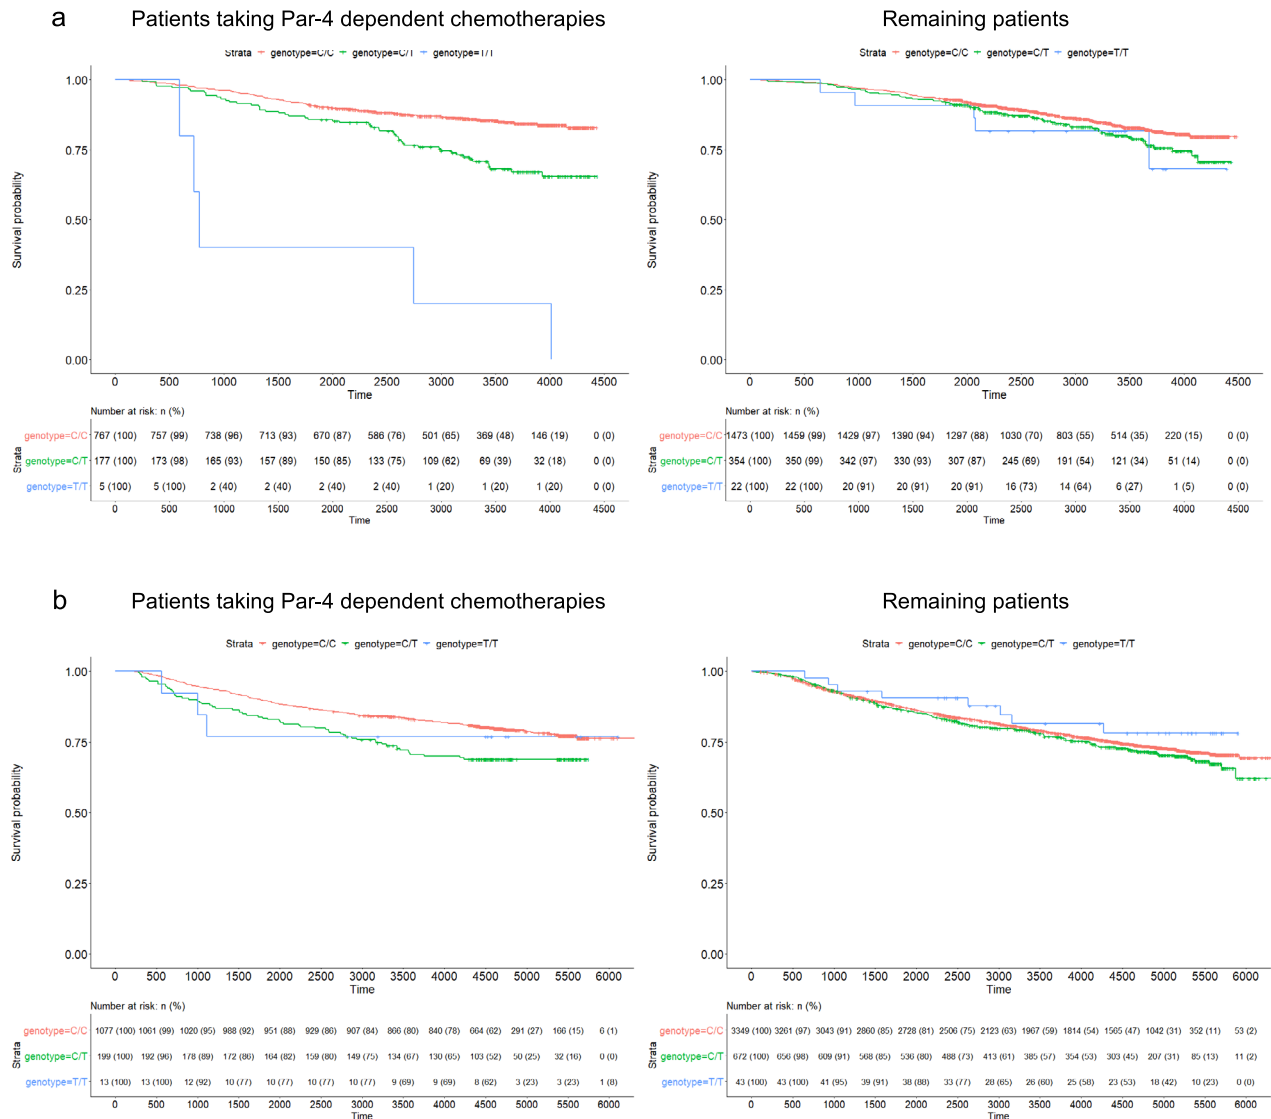 a
Patients taking Par-4 dependent chemotherapies
Remaining patients
Strata genotype=C/C genotype=C/T genotype=T/T
Strata genotype=C/C genotype=C/T genotype=T/T
1.00
0.75
0.50
0.25
0.00
Survival probability
0 500 1000 1500 2000 2500 3000 3500 4000 4500
Time
1.00
0.75
0.50
0.25
0.00
Survival probability
0 500 1000 1500 2000 2500 3000 3500 4000 4500
Time
Number at risk: n (%)
Strata
genotype=C/C 767 (100) 757 (99) 738 (96) 713 (93) 670 (87) 586 (76) 501 (65) 369 (48) 146 (19) 0 (0)
genotype=C/T 177 (100) 173 (98) 165 (93) 157 (89) 150 (85) 133 (75) 109 (62) 69 (39) 32 (18) 0 (0)
genotype=T/T 5 (100) 5 (100) 2 (40) 2 (40) 2 (40) 2 (40) 1 (20) 1 (20) 1 (20) 0 (0)
0 500 1000 1500 2000 2500 3000 3500 4000 4500
Time
Number at risk: n (%)
Strata
genotype=C/C 1473 (100) 1459 (99) 1429 (97) 1390 (94) 1297 (88) 1030 (70) 803 (55) 514 (35) 220 (15) 0 (0)
genotype=C/T 354 (100) 350 (99) 342 (97) 330 (93) 307 (87) 245 (69) 191 (54) 121 (34) 51 (14) 0 (0)
genotype=T/T 22 (100) 22 (100) 20 (91) 20 (91) 20 (91) 16 (73) 14 (64) 6 (27) 1 (5) 0 (0)
0 500 1000 1500 2000 2500 3000 3500 4000 4500
Time
b
Patients taking Par-4 dependent chemotherapies
Remaining patients
Strata genotype=C/C genotype=C/T genotype=T/T
Strata genotype=C/C genotype=C/T genotype=T/T
1.00
0.75
0.50
0.25
0.00
Survival probability
0 500 1000 1500 2000 2500 3000 3500 4000 4500 5000 5500 6000
Time
1.00
0.75
0.50
0.25
0.00
Survival probability
0 500 1000 1500 2000 2500 3000 3500 4000 4500 5000 5500 6000
Time
Number at risk: n (%)
Strata
genotype=C/C 1077 (100) 1061 (99) 1020 (95) 988 (92) 951 (88) 929 (86) 907 (84) 866 (80) 840 (78) 664 (62) 291 (27) 166 (15) 6 (1)
genotype=C/T 199 (100) 192 (96) 178 (89) 172 (86) 164 (82) 159 (80) 149 (75) 134 (67) 130 (65) 103 (52) 50 (25) 32 (16) 0 (0)
genotype=T/T 13 (100) 13 (100) 12 (92) 10 (77) 10 (77) 10 (77) 10 (77) 9 (69) 9 (69) 8 (62) 3 (23) 3 (23) 1 (8)
0 500 1000 1500 2000 2500 3000 3500 4000 4500 5000 5500 6000
Time
Number at risk: n (%)
Strata
genotype=C/C 3349 (100) 3261 (97) 3043 (91) 2860 (85) 2728 (81) 2506 (75) 2123 (63) 1967 (59) 1814 (54) 1565 (47) 1042 (31) 352 (11) 53 (2)
genotype=C/T 672 (100) 656 (98) 609 (91) 568 (85) 536 (80) 488 (73) 413 (61) 385 (57) 354 (53) 303 (45) 207 (31) 85 (13) 11 (2)
genotype=T/T 43 (100) 43 (100) 41 (95) 39 (91) 38 (88) 33 (77) 28 (65) 26 (60) 25 (58) 23 (53) 18 (42) 10 (23) 0 (0)
0 500 1000 1500 2000 2500 3000 3500 4000 4500 5000 5500 6000
Time